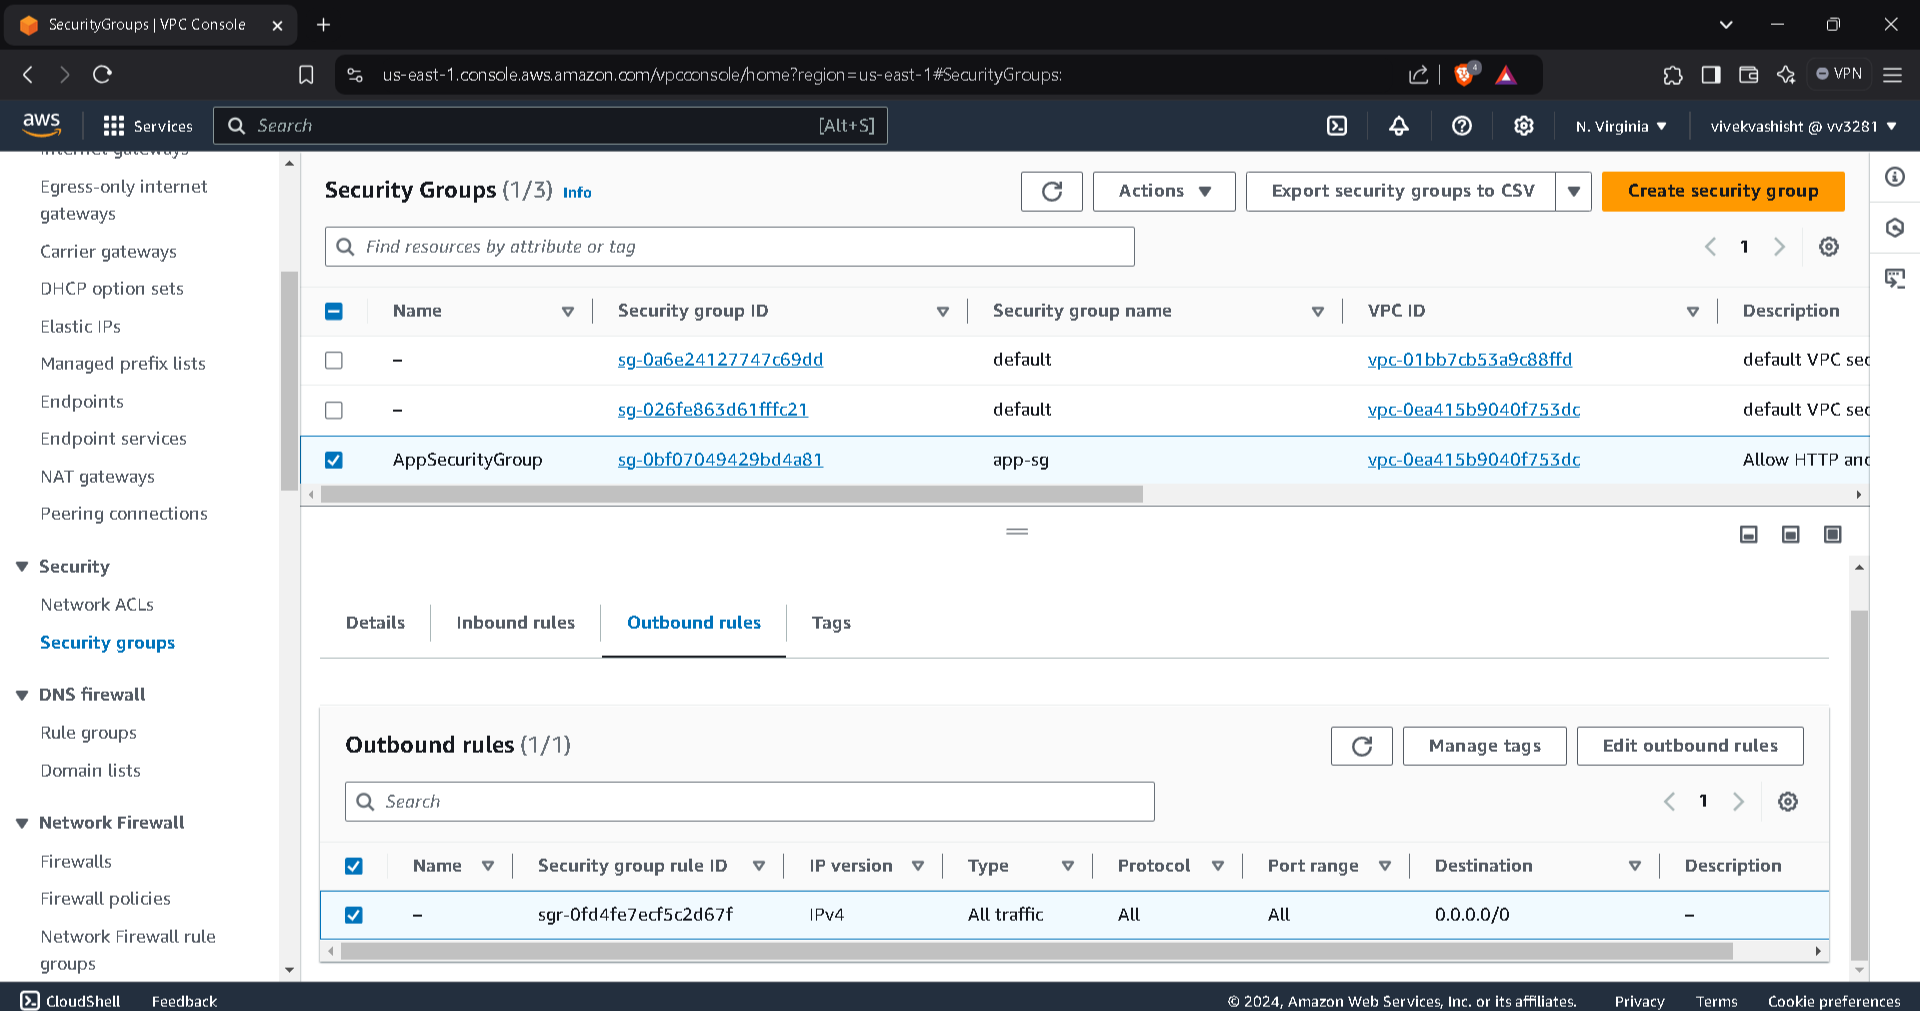 SecurityGroups | VPC Console
us-east-1.console.aws.amazon.com/vpcconsole/home?region=us-east-1#SecurityGroups:
4
VPN
aws
Services
Search
[Alt+S]
N. Virginia
vivekvashisht @ vv3281
Internet gateways
Egress-only internet
gateways
Carrier gateways
DHCP option sets
Elastic IPs
Managed prefix lists
Endpoints
Endpoint services
NAT gateways
Peering connections
Security
Network ACLs
Security groups
DNS firewall
Rule groups
Domain lists
Network Firewall
Firewalls
Firewall policies
Network Firewall rule
groups
Security Groups (1/3) Info
Actions
Export security groups to CSV
Create security group
Find resources by attribute or tag
1
Name Security group ID Security group name VPC ID Description
– sg-0a6e24127747c69dd default vpc-01bb7cb53a9c88ffd default VPC sec
– sg-026fe863d61fffc21 default vpc-0ea415b9040f753dc default VPC sec
AppSecurityGroup sg-0bf07049429bd4a81 app-sg vpc-0ea415b9040f753dc Allow HTTP and
Details Inbound rules Outbound rules Tags
Outbound rules (1/1)
Manage tags
Edit outbound rules
Search
1
Name Security group rule ID IP version Type Protocol Port range Destination Description
– sgr-0fd4fe7ecf5c2d67f IPv4 All traffic All All 0.0.0.0/0 –
CloudShell Feedback © 2024, Amazon Web Services, Inc. or its affiliates. Privacy Terms Cookie preferences